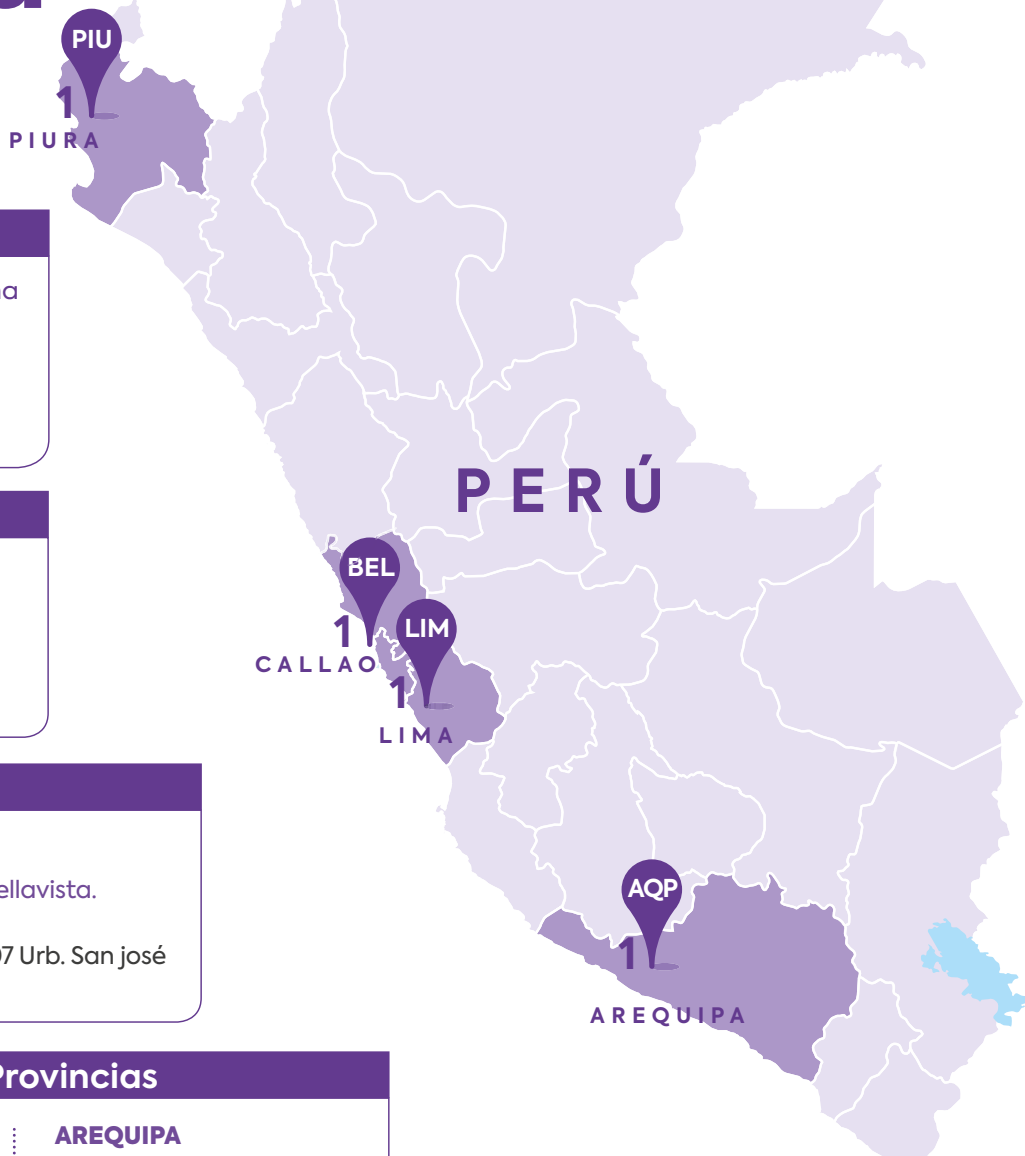 PIU
1
PIURA
PERÚ
BEL
1
CALLAO
LIM
1
LIMA
ellavista.
07 Urb. San josé
AQP
1
AREQUIPA
Provincias
AREQUIPA